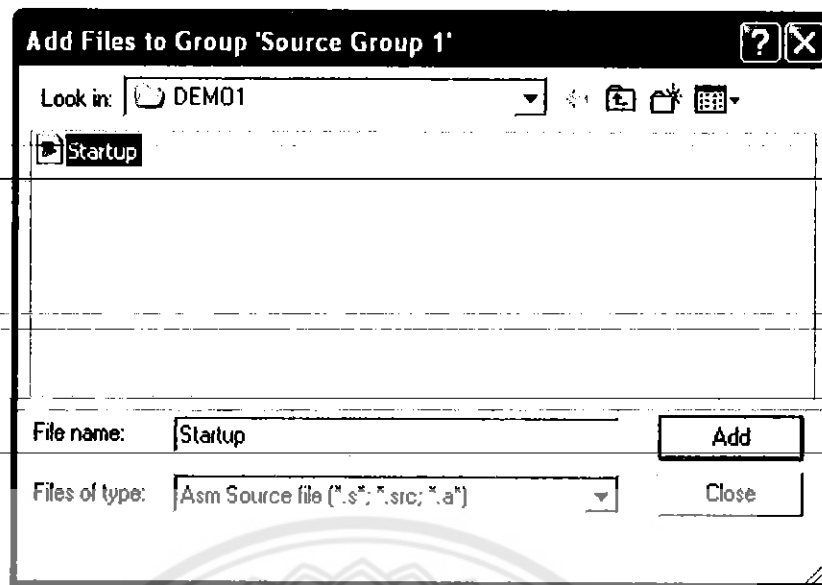 Add Files to Group 'Source Group 1'
Look in: DEMO1
Startup
File name: Startup
Add
Files of type: Asm Source file (*.s*; *.src; *.a*)
Close